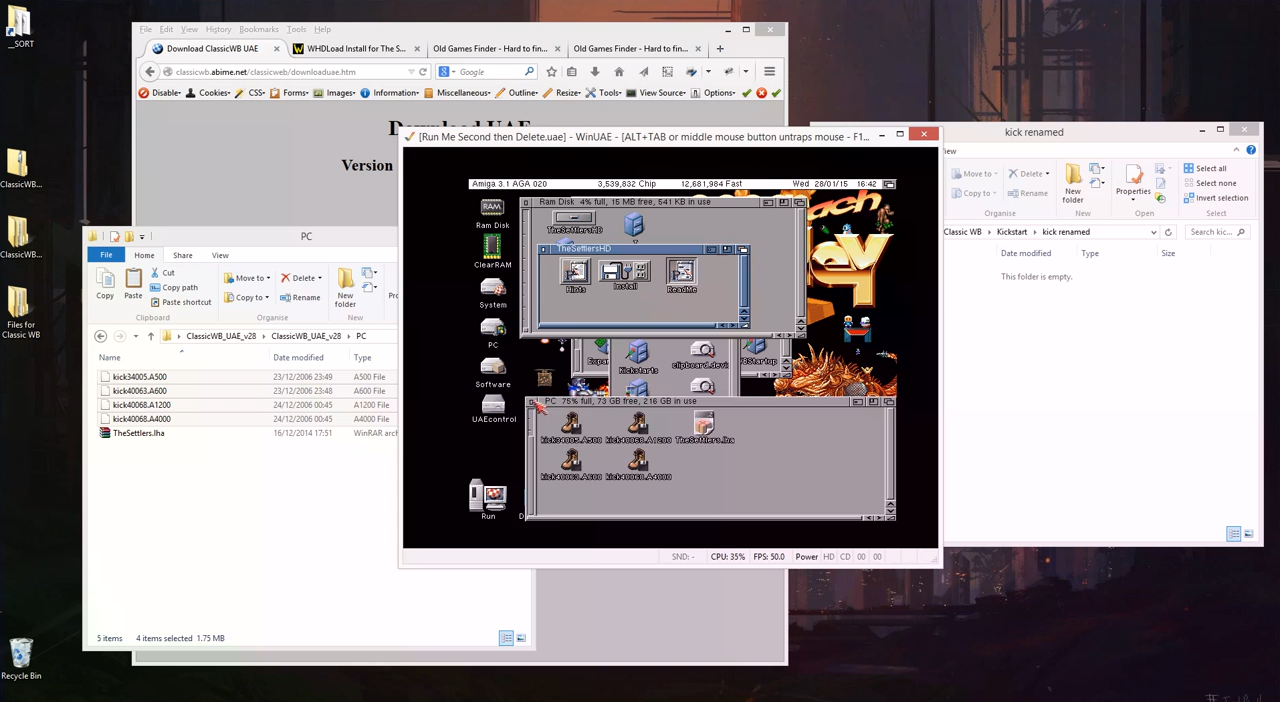 __SORT
ClassicWB...
ClassicWB...
Files for
Classic WB
Recycle Bin
File Edit View History Bookmarks Tools Help
Download ClassicWB UAE
WHDLoad Install for The S...
Old Games Finder - Hard to fin...
Old Games Finder - Hard to fin...
classicwb.abime.net/classicweb/downloaduae.htm
Google
Disable Cookies CSS Forms Images Information Miscellaneous Outline Resize Tools View Source Options
Download UAE
Version
[Run Me Second then Delete.uae] - WinUAE - [ALT+TAB or middle mouse button untraps mouse - F1...
Amiga 3.1 AGA 020 3,539,832 Chip 12,681,984 Fast Wed 28/01/15 16:42
Ram Disk
ClearRAM
System
PC
Software
UAEcontrol
Run
Ram Disk 4% full, 15 MB free, 541 KB in use
TheSettlersHD
TheSettlersHD
Hints
Install
ReadMe
Kickstarts
PC 75% full, 73 GB free, 216 GB in use
kick34005.A500
kick40068.A1200
TheSettlers.lha
kick40063.A600
kick40068.A4000
SND: - CPU: 35% FPS: 50.0 Power HD CD 00 00
PC
File Home Share View
Copy
Paste
Cut
Copy path
Paste shortcut
Clipboard
Move to
Copy to
Delete
Rename
Organise
New
folder
ClassicWB_UAE_v28 ClassicWB_UAE_v28 PC
Name Date modified Type
kick34005.A500 23/12/2006 23:49 A500 File
kick40063.A600 23/12/2006 23:48 A600 File
kick40068.A1200 24/12/2006 00:45 A1200 File
kick40068.A4000 24/12/2006 00:45 A4000 File
TheSettlers.lha 16/12/2014 17:51 WinRAR arc
5 items 4 items selected 1.75 MB
kick renamed
Move to
Copy to
Delete
Rename
Organise
New
folder
New
Properties
Open
Select all
Select none
Invert selection
Select
Classic WB Kickstart kick renamed
Search kic...
Date modified Type Size
This folder is empty.